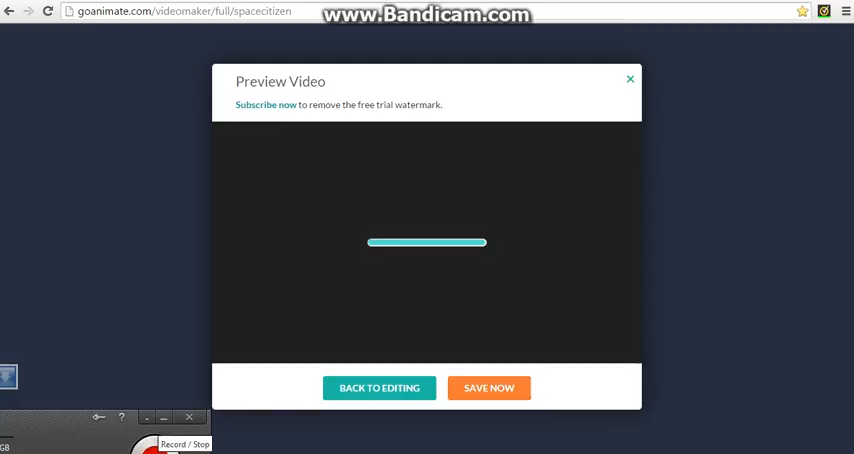 goanimate.com/videomaker/full/spacecitizen
www.Bandicam.com
Preview Video
Subscribe now to remove the free trial watermark.
BACK TO EDITING
SAVE NOW
?
GB
Record / Stop